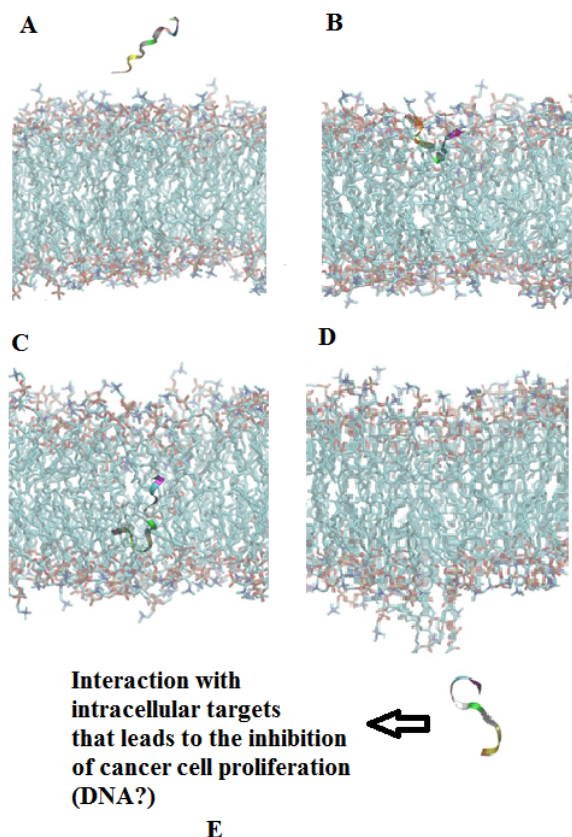 A
B
C
D
Interaction with
intracellular targets
that leads to the inhibition
of cancer cell proliferation
(DNA?)
E